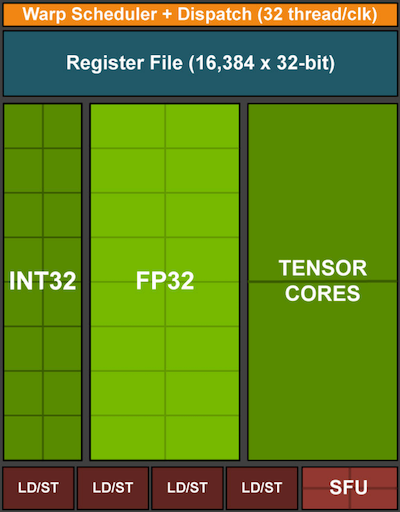 Warp Scheduler + Dispatch (32 thread/clk)
Register File (16,384 x 32-bit)
INT32
FP32
TENSOR
CORES
LD/ST
LD/ST
LD/ST
LD/ST
SFU